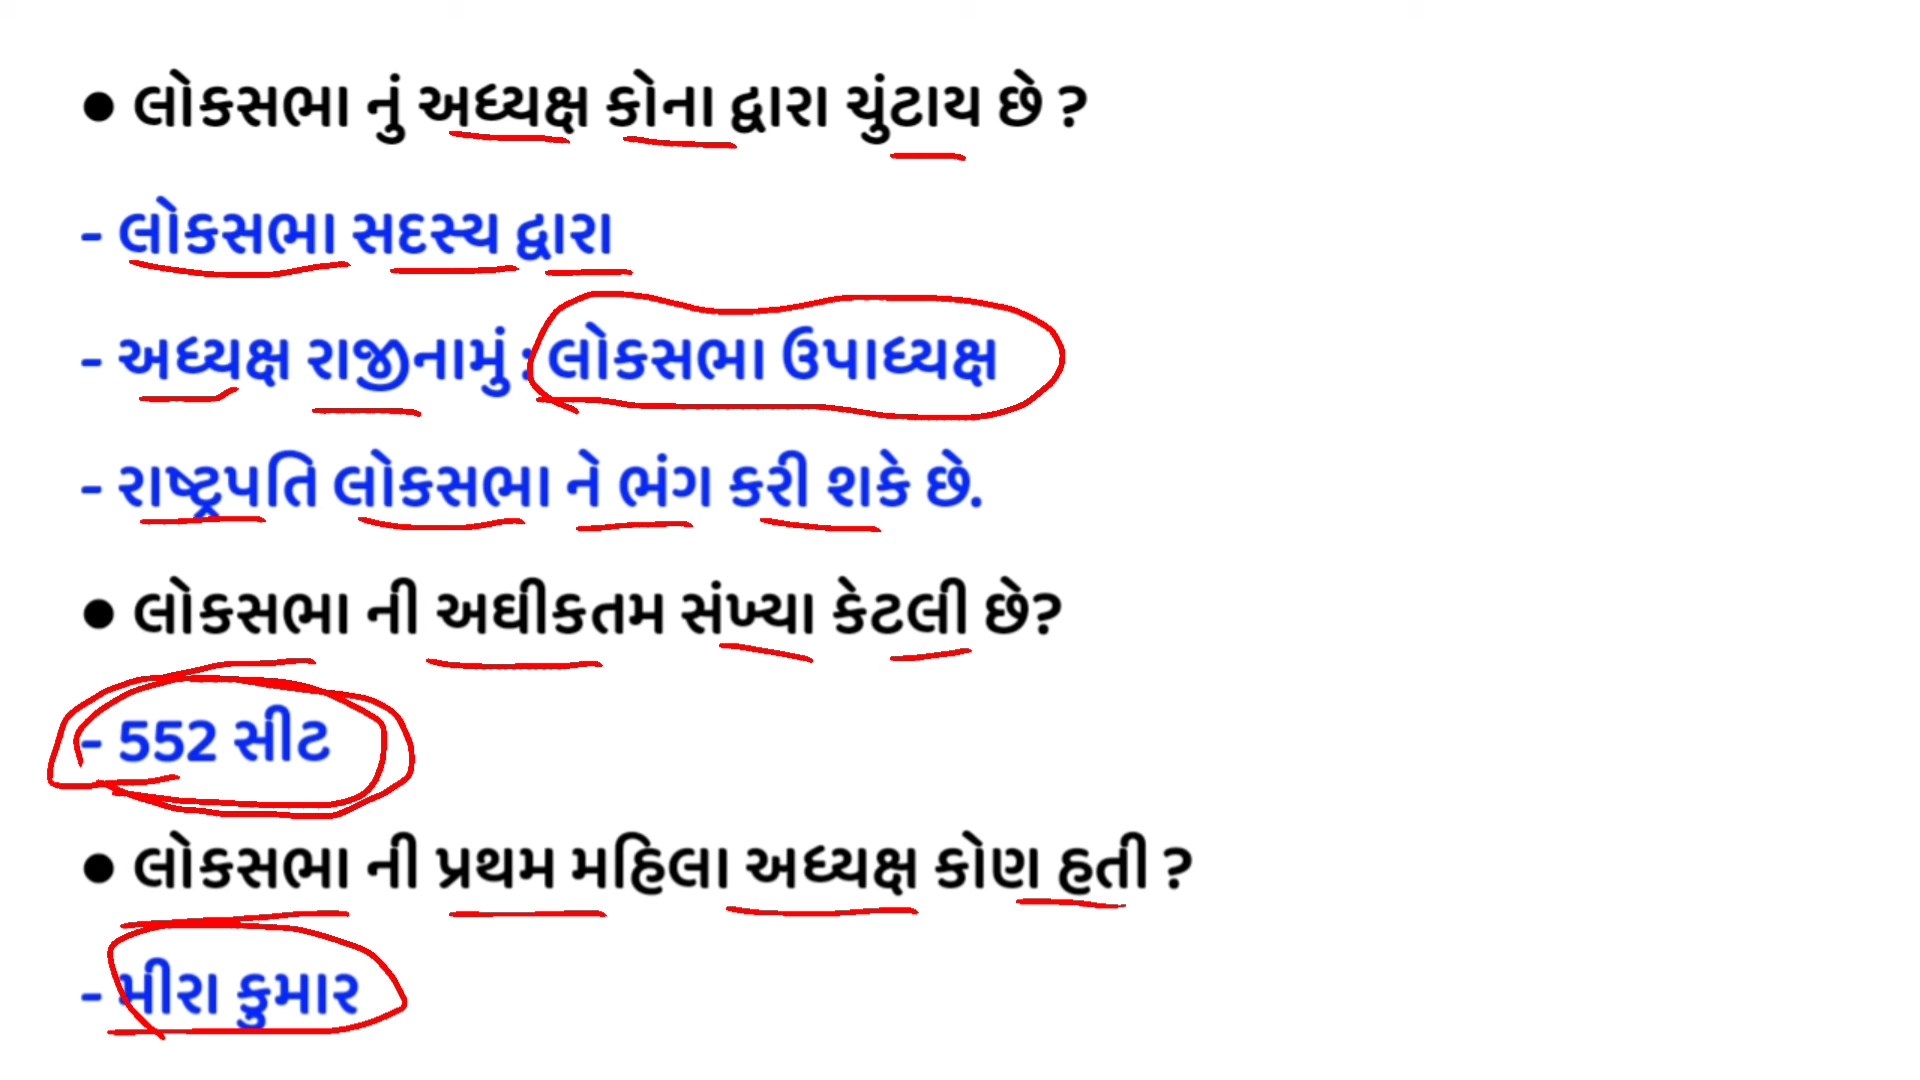 ● લોકસભા નું અધ્યક્ષ કોના દ્વારા ચુંટાય છે ?
- લોકસભા સદસ્ય દ્વારા
- અધ્યક્ષ રાજીનામું : લોકસભા ઉપાધ્યક્ષ
- રાષ્ટ્રપતિ લોકસભા ને ભંગ કરી શકે છે.
● લોકસભા ની અધીકતમ સંખ્યા કેટલી છે?
- 552 સીટ
● લોકસભા ની પ્રથમ મહિલા અધ્યક્ષ કોણ હતી ?
- મીરા કુમાર